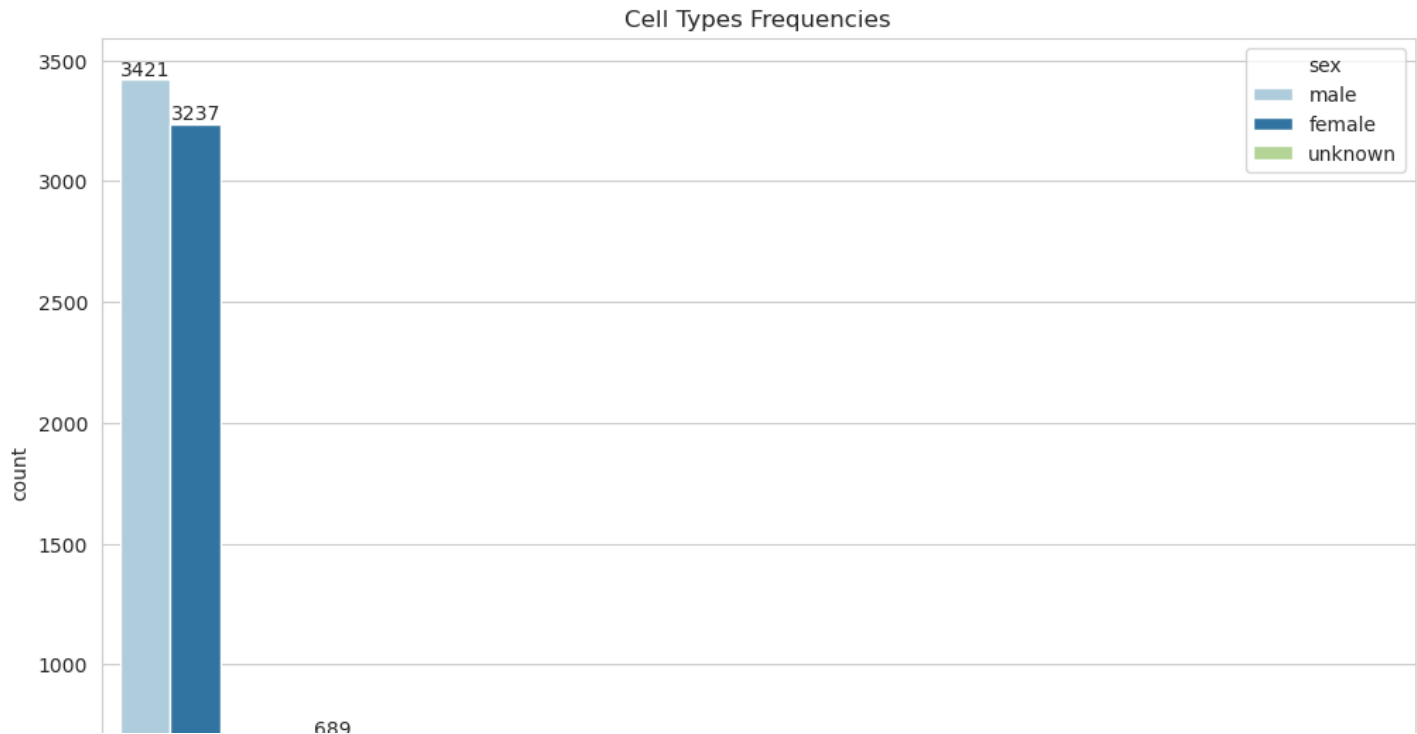 Cell Types Frequencies
3500
3421
sex
male
3237
female
unknown
3000
2500
2000
count
1500
1000
689